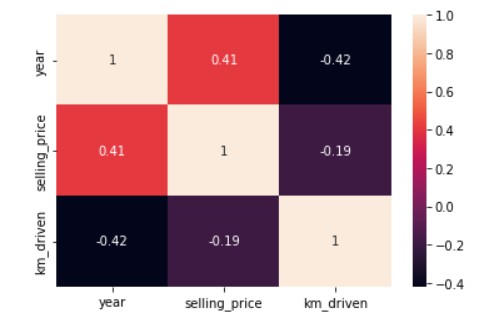 year 1 0.41 -0.42
selling_price 0.41 1 -0.19
km_driven -0.42 -0.19 1
year selling_price km_driven
1.0
0.8
0.6
0.4
0.2
0.0
−0.2
−0.4